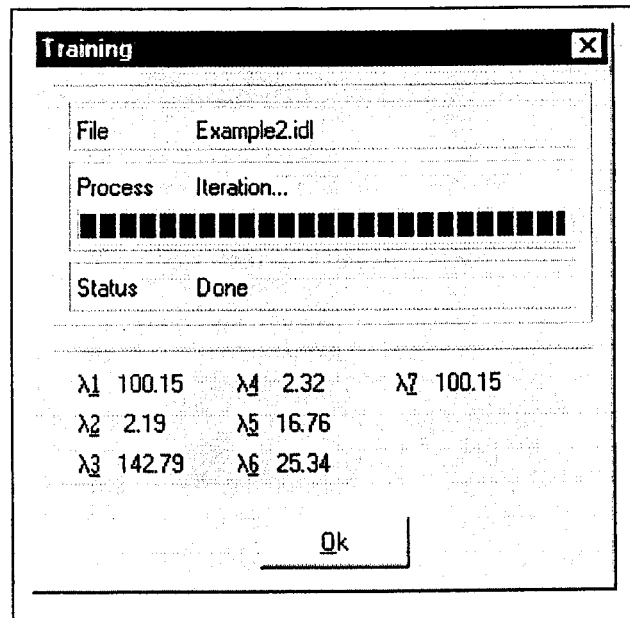 Training
File Example2.idl
Process Iteration...
Status Done
λ1 100.15 λ4 2.32 λ7 100.15
λ2 2.19 λ5 16.76
λ3 142.79 λ6 25.34
Ok